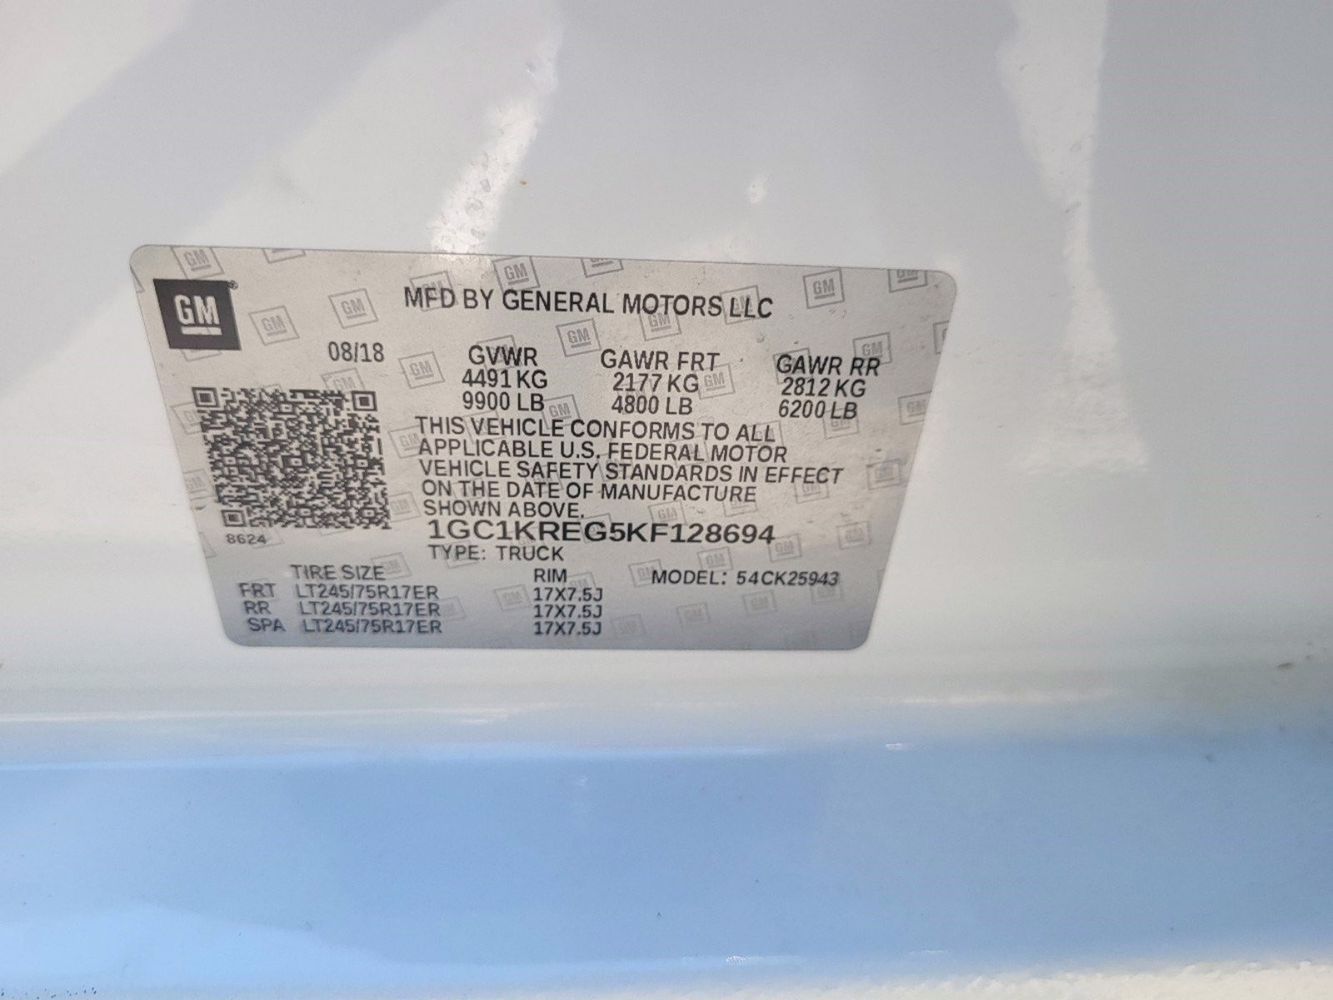 GM
MFD BY GENERAL MOTORS LLC
08/18 GVWR GAWR FRT GAWR RR
4491 KG 2177 KG 2812 KG
9900 LB 4800 LB 6200 LB
THIS VEHICLE CONFORMS TO ALL
APPLICABLE U.S. FEDERAL MOTOR
VEHICLE SAFETY STANDARDS IN EFFECT
ON THE DATE OF MANUFACTURE
SHOWN ABOVE.
8624
1GC1KREG5KF128694
TYPE: TRUCK
TIRE SIZE RIM MODEL: 54CK25943
FRT LT245/75R17ER 17X7.5J
RR LT245/75R17ER 17X7.5J
SPA LT245/75R17ER 17X7.5J